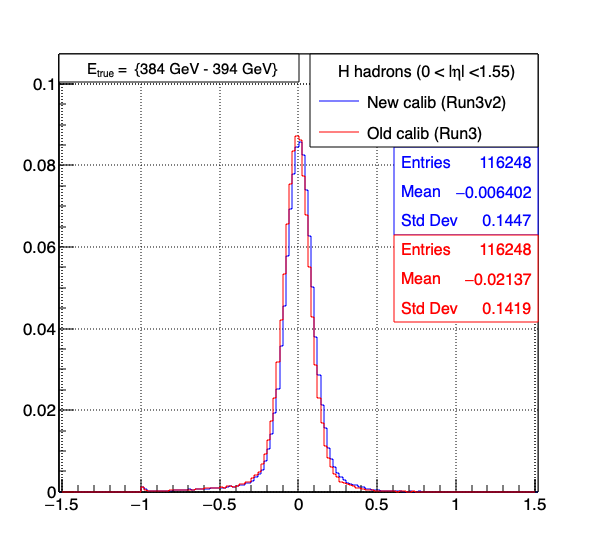 E_true = {384 GeV - 394 GeV}
H hadrons (0 < |η| <1.55)
New calib (Run3v2)
Old calib (Run3)
Entries 116248
Mean −0.006402
Std Dev 0.1447
Entries 116248
Mean −0.02137
Std Dev 0.1419
0.1
0.08
0.06
0.04
0.02
0
−1.5 −1 −0.5 0 0.5 1 1.5